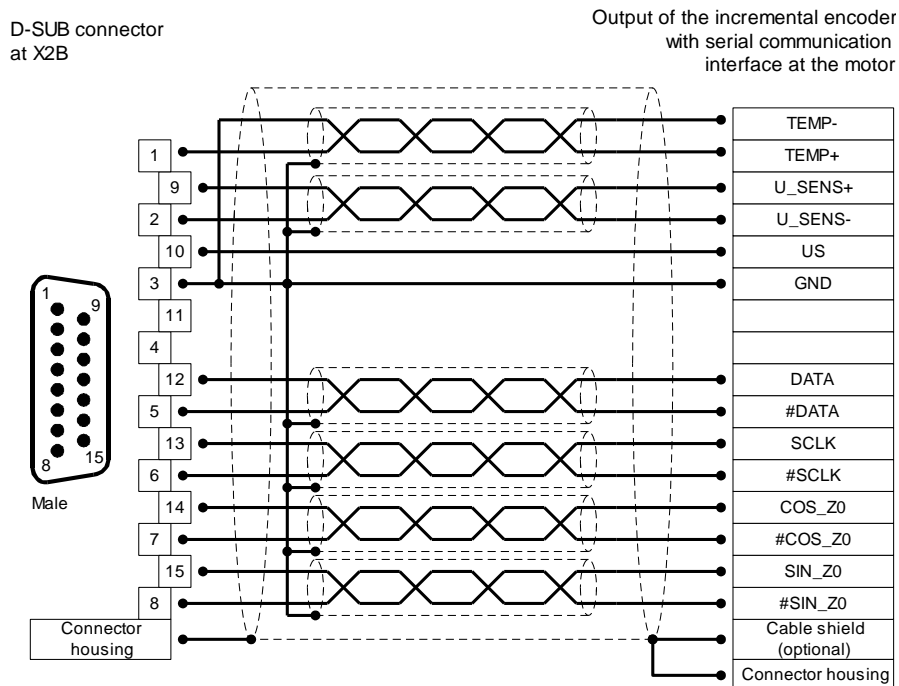 D-SUB connector
at X2B
Output of the incremental encoder
with serial communication
interface at the motor
TEMP-
1 TEMP+
9 U_SENS+
2 U_SENS-
10 US
3 GND
11
4
12 DATA
5 #DATA
13 SCLK
6 #SCLK
14 COS_Z0
7 #COS_Z0
15 SIN_Z0
8 #SIN_Z0
1
9
8
15
Male
Connector
housing
Cable shield
(optional)
Connector housing